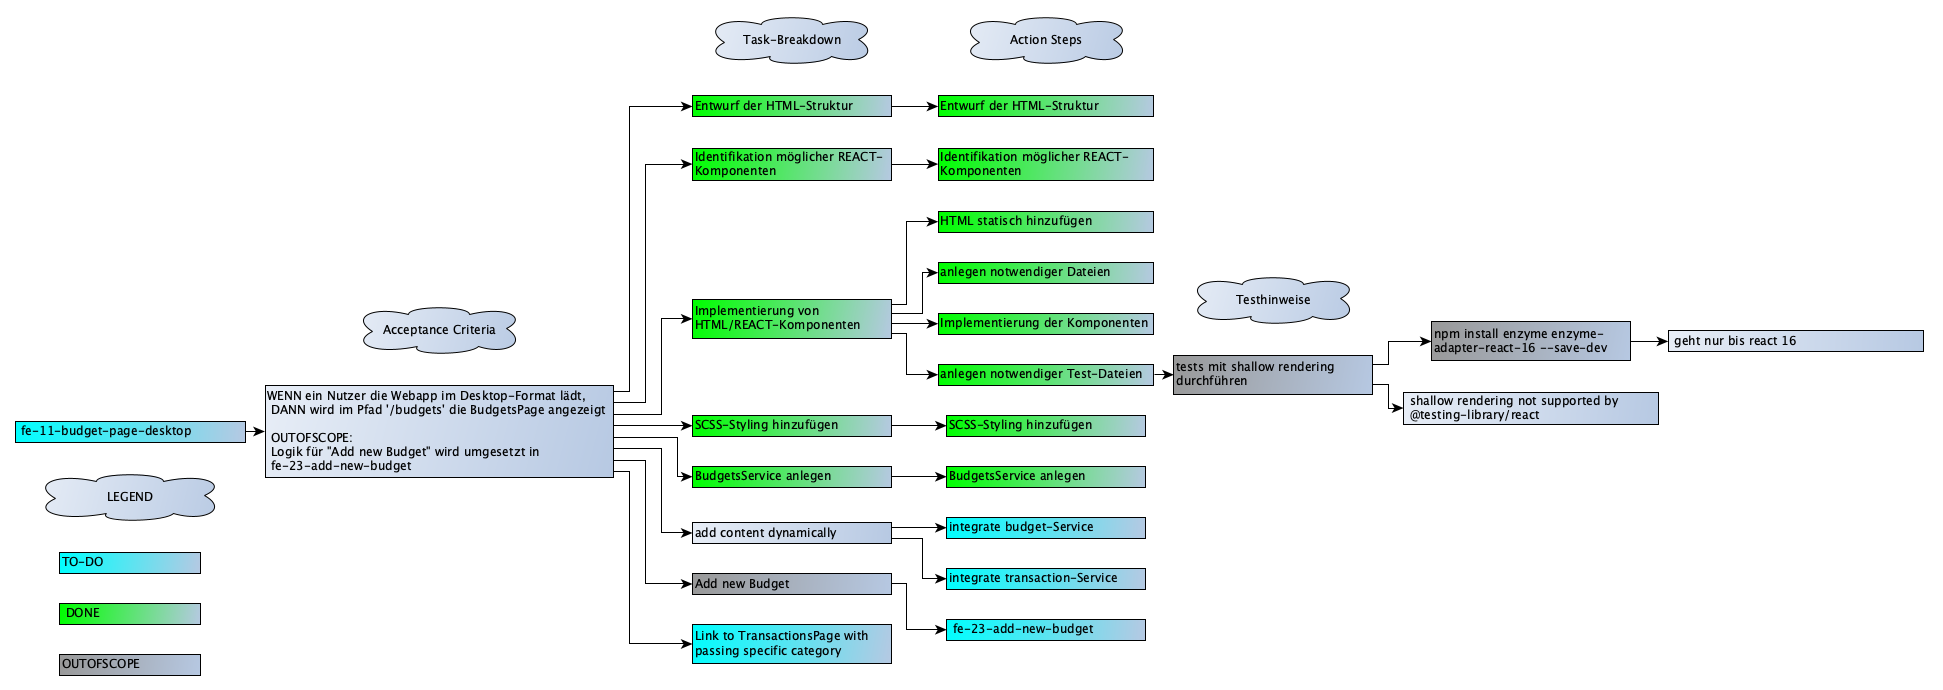 Task-Breakdown
Action Steps
Entwurf der HTML-Struktur
Entwurf der HTML-Struktur
Identifikation möglicher REACT-
Komponenten
Identifikation möglicher REACT-
Komponenten
HTML statisch hinzufügen
anlegen notwendiger Dateien
Testhinweise
Implementierung von
HTML/REACT-Komponenten
Implementierung der Komponenten
Acceptance Criteria
npm install enzyme enzyme-
adapter-react-16 --save-dev
geht nur bis react 16
anlegen notwendiger Test-Dateien
tests mit shallow rendering
durchführen
shallow rendering not supported by
@testing-library/react
WENN ein Nutzer die Webapp im Desktop-Format lädt,
DANN wird im Pfad '/budgets' die BudgetsPage angezeigt
OUTOFSCOPE:
Logik für "Add new Budget" wird umgesetzt in
fe-23-add-new-budget
fe-11-budget-page-desktop
SCSS-Styling hinzufügen
SCSS-Styling hinzufügen
BudgetsService anlegen
BudgetsService anlegen
LEGEND
add content dynamically
integrate budget-Service
integrate transaction-Service
TO-DO
Add new Budget
fe-23-add-new-budget
DONE
Link to TransactionsPage with
passing specific category
OUTOFSCOPE